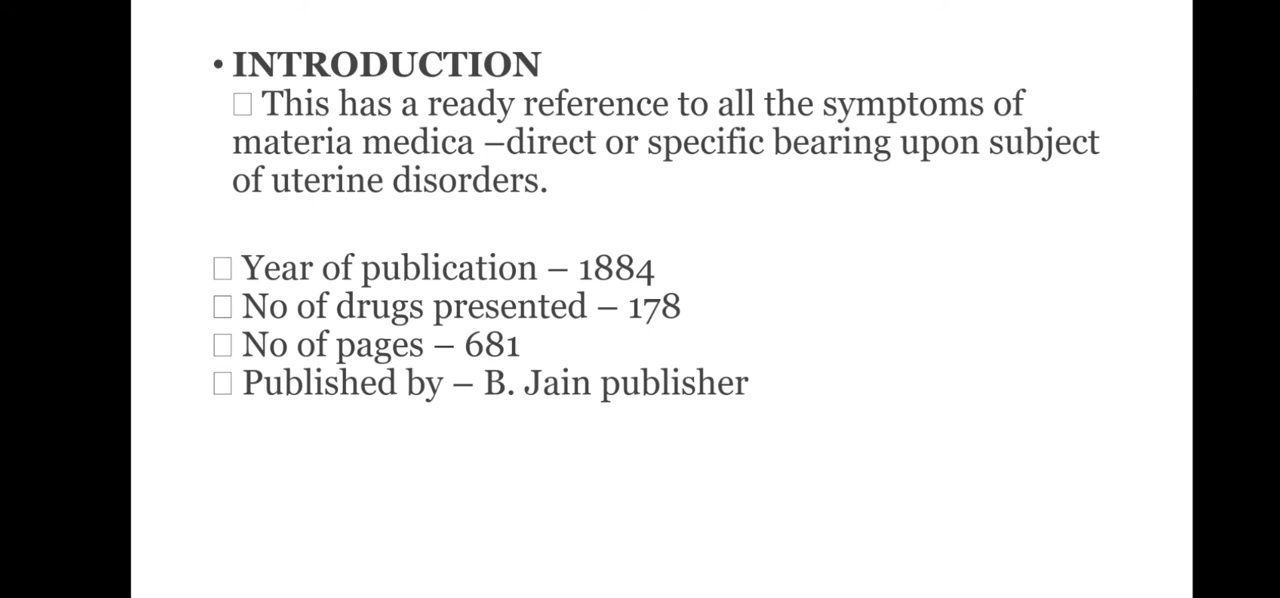 • INTRODUCTION
□ This has a ready reference to all the symptoms of
materia medica –direct or specific bearing upon subject
of uterine disorders.
□ Year of publication – 1884
□ No of drugs presented – 178
□ No of pages – 681
□ Published by – B. Jain publisher